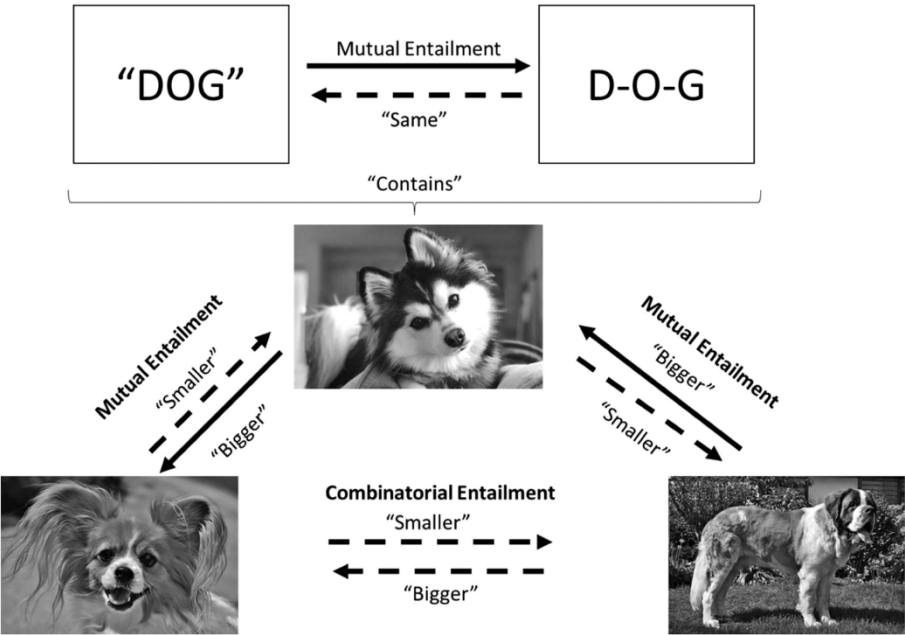 “DOG”
Mutual Entailment
“Same”
D-O-G
“Contains”
Mutual Entailment
“Smaller”
“Bigger”
Mutual Entailment
“Bigger”
“Smaller”
Combinatorial Entailment
“Smaller”
“Bigger”